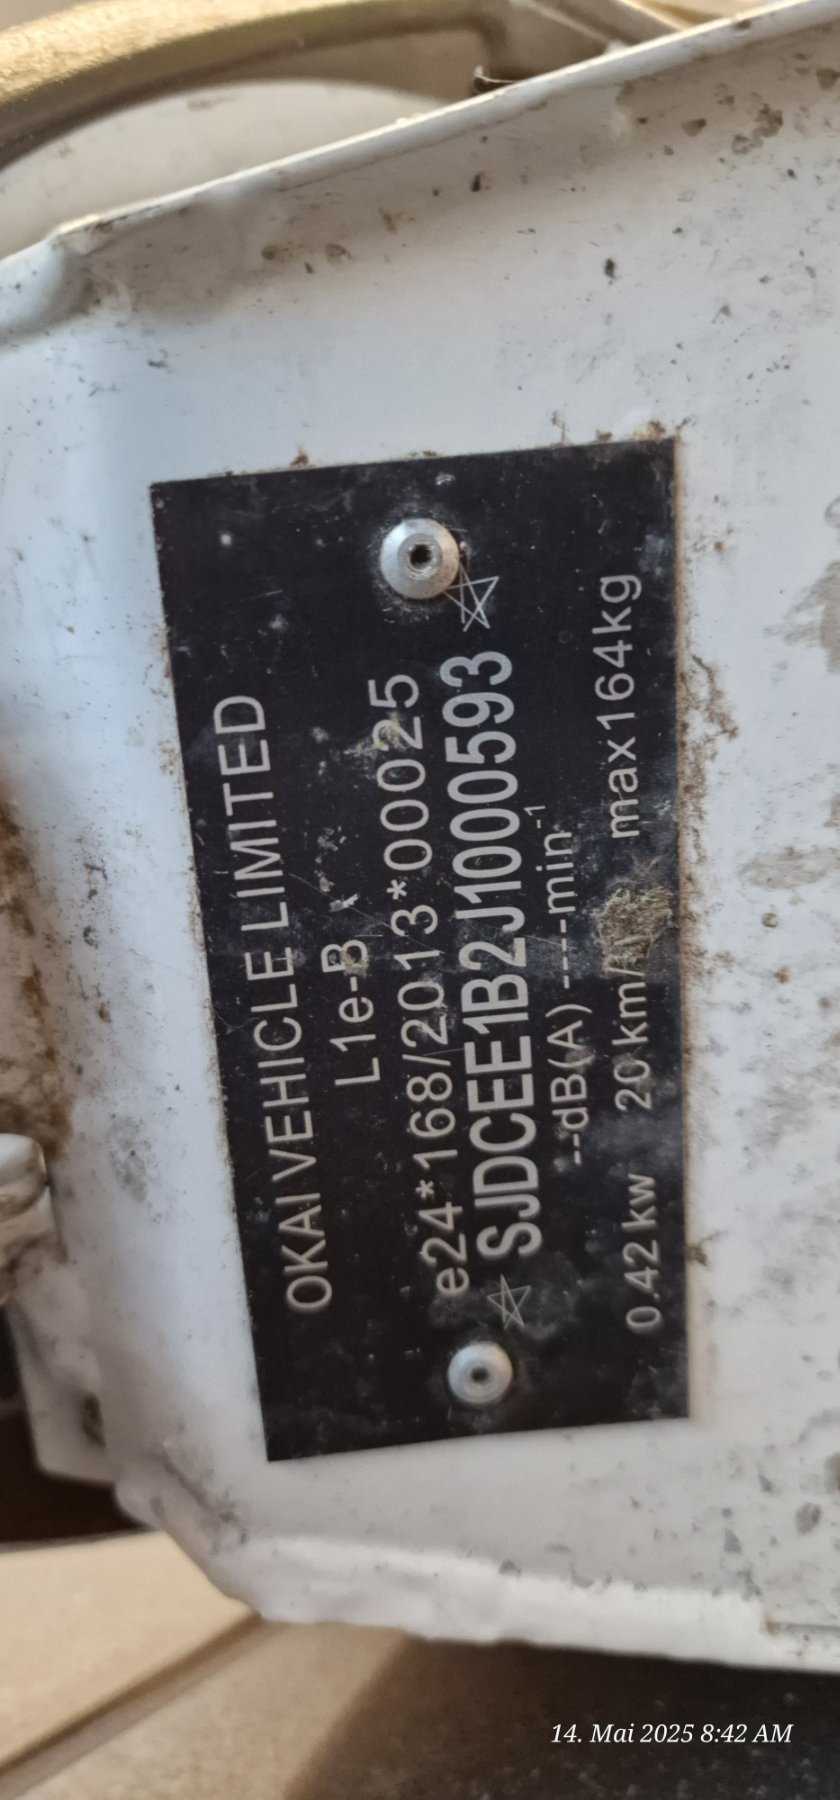 OKAI VEHICLE LIMITED
L1e-B
e24*168/2013*00025
SJDCEE1B2J1000593
--dB(A) ----min-1
0.42 kw 20 km/ max164kg
14. Mai 2025 8:42 AM